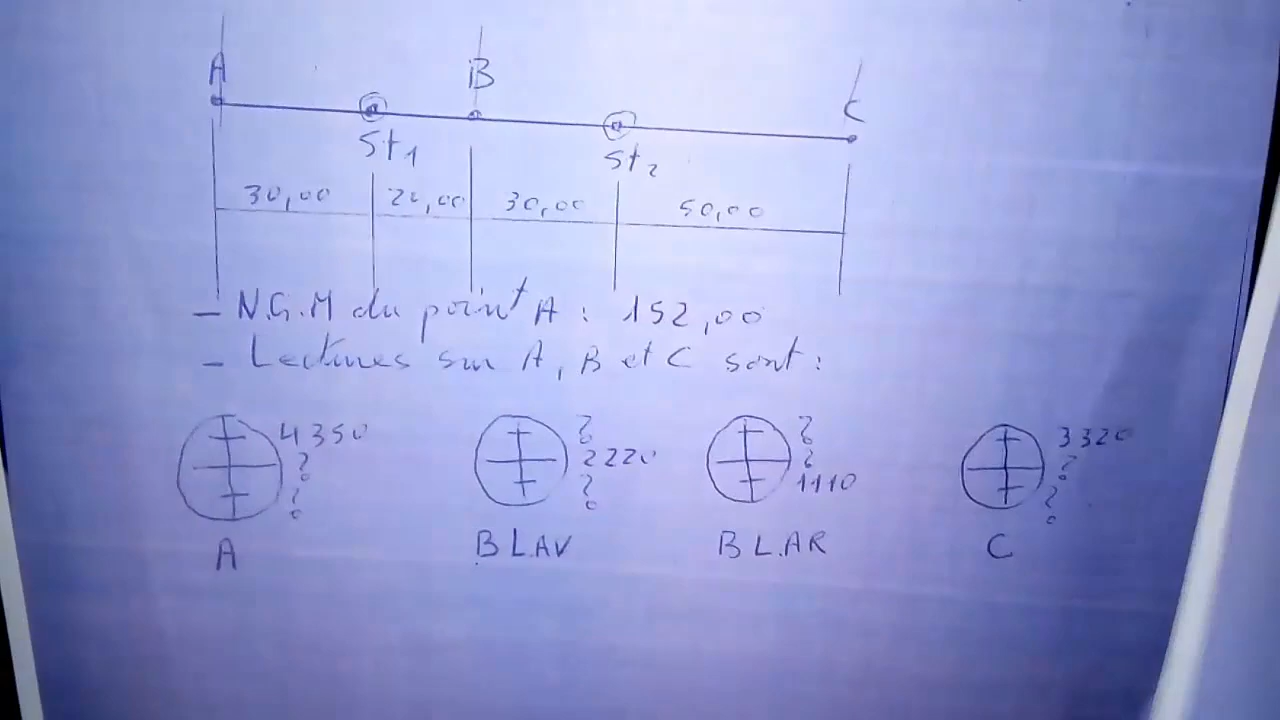 A B C
St1 St2
30,00 20,00 30,00 50,00
- N.G.M du point A : 152,00
- Lectures sur A, B et C sont :
4350 ? ? 3320
? 2220 ? ?
? ? 1110 ?
A B L.AV B L.AR C